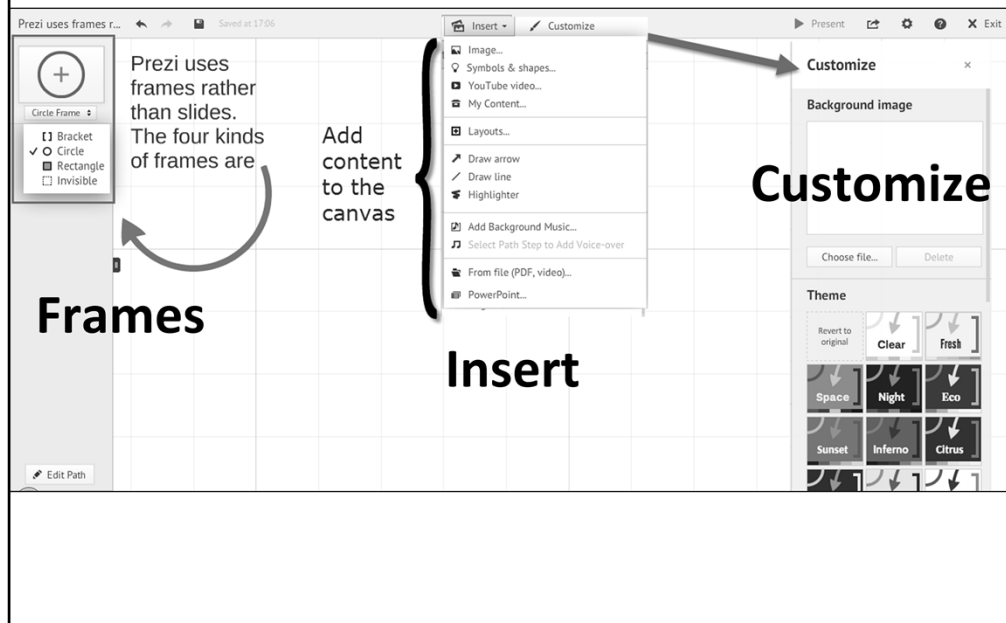 Prezi uses frames r...
Saved at 17:06
Insert
Customize
Present
Exit
Circle Frame
Bracket
Circle
Rectangle
Invisible
Prezi uses
frames rather
than slides.
The four kinds
of frames are
Frames
Edit Path
Add
content
to the
canvas
Image...
Symbols & shapes...
YouTube video...
My Content...
Layouts...
Draw arrow
Draw line
Highlighter
Add Background Music...
Select Path Step to Add Voice-over
From file (PDF, video)...
PowerPoint...
Insert
Customize
Background image
Customize
Choose file...
Delete
Theme
Revert to
original
Clear
Fresh
Space
Night
Eco
Sunset
Inferno
Citrus